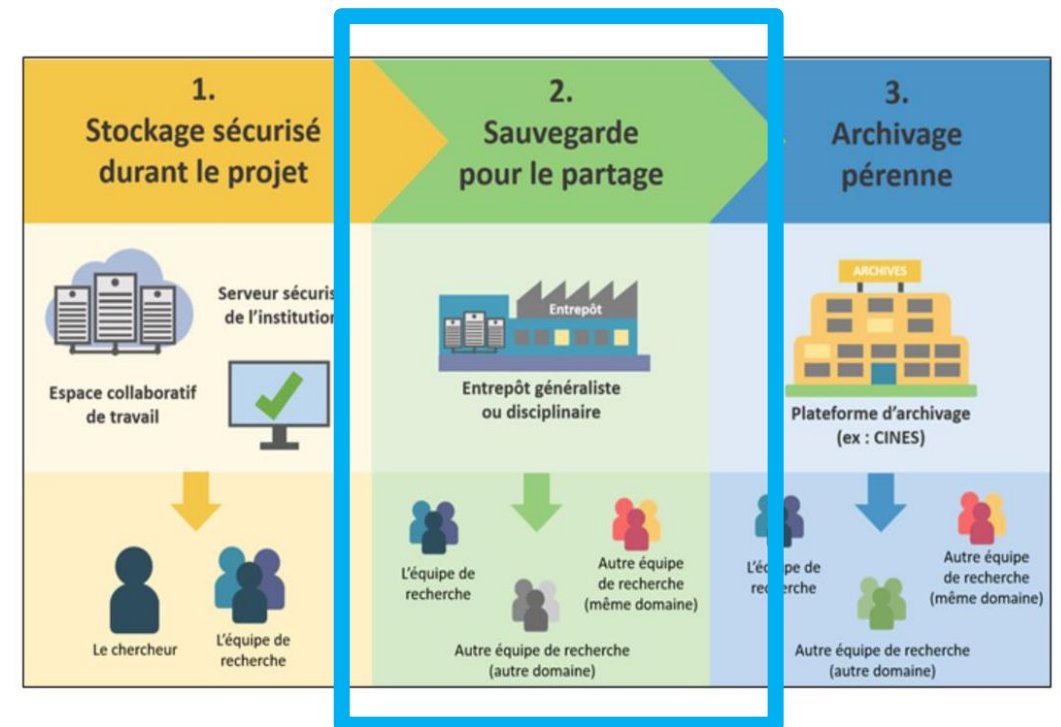 1.
Stockage sécurisé
durant le projet
2.
Sauvegarde
pour le partage
3.
Archivage
pérenne
Espace collaboratif
de travail
Serveur sécuris
de l'institution
Entrepôt
Entrepôt généraliste
ou disciplinaire
ARCHIVES
Plateforme d'archivage
(ex : CINES)
Le chercheur
L'équipe de
recherche
L'équipe de
recherche
Autre équipe
de recherche
(même domaine)
Autre équipe de recherche
(autre domaine)
L'équipe de
recherche
Autre équipe
de recherche
(même domaine)
Autre équipe de recherche
(autre domaine)